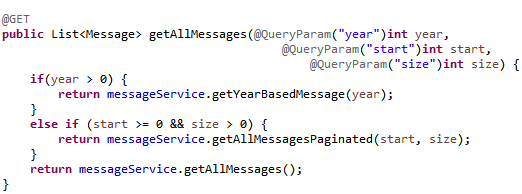 @GET
public List<Message> getAllMessages(@QueryParam("year")int year,
@QueryParam("start")int start,
@QueryParam("size")int size) {
if(year > 0) {
return messageService.getYearBasedMessage(year);
}
else if (start >= 0 && size > 0) {
return messageService.getAllMessagesPaginated(start, size);
}
return messageService.getAllMessages();
}